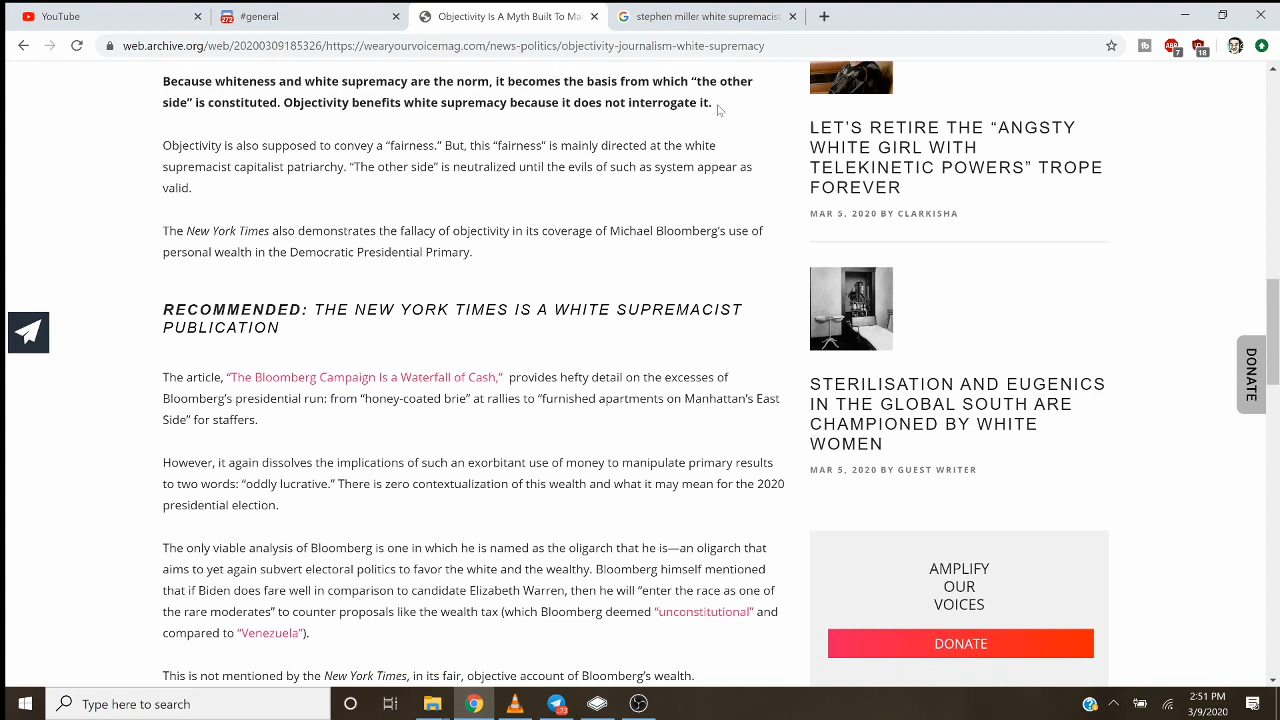 YouTube
272
#general
Objectivity Is A Myth Built To Ma
stephen miller white supremacist
web.archive.org/web/20200309185326/https://wearyourvoicemag.com/news-politics/objectivity-journalism-white-supremacy
7
18
Because whiteness and white supremacy are the norm, it becomes the basis from which “the other
side” is constituted. Objectivity benefits white supremacy because it does not interrogate it.
Objectivity is also supposed to convey a “fairness.” But, this “fairness” is mainly directed at the white
supremacist capitalist patriarchy. “The other side” is neutralized until the evils of such as system appear as
valid.
The New York Times also demonstrates the fallacy of objectivity in its coverage of Michael Bloomberg’s use of
personal wealth in the Democratic Presidential Primary.
RECOMMENDED: THE NEW YORK TIMES IS A WHITE SUPREMACIST
PUBLICATION
The article, “The Bloomberg Campaign Is a Waterfall of Cash,” provides hefty detail on the excesses of
Bloomberg’s presidential run: from “honey-coated brie” at rallies to “furnished apartments on Manhattan’s East
Side” for staffers.
However, it again dissolves the implications of such an exorbitant use of money to manipulate primary results
to two words: “oddly lucrative.” There is zero contextualization of this wealth and what it may mean for the 2020
presidential election.
The only viable analysis of Bloomberg is one in which he is named as the oligarch that he is—an oligarch that
aims to yet again subvert electoral politics to favor the white and the wealthy. Bloomberg himself mentioned
that if Biden does fare well in comparison to candidate Elizabeth Warren, then he will “enter the race as one of
the rare moderates” to counter proposals like the wealth tax (which Bloomberg deemed “unconstitutional” and
compared to “Venezuela”).
This is not mentioned by the New York Times, in its fair, objective account of Bloomberg’s wealth.
LET’S RETIRE THE “ANGSTY
WHITE GIRL WITH
TELEKINETIC POWERS” TROPE
FOREVER
MAR 5, 2020 BY CLARKISHA
STERILISATION AND EUGENICS
IN THE GLOBAL SOUTH ARE
CHAMPIONED BY WHITE
WOMEN
MAR 5, 2020 BY GUEST WRITER
AMPLIFY
OUR
VOICES
DONATE
DONATE
Type here to search
73
2:51 PM
3/9/2020